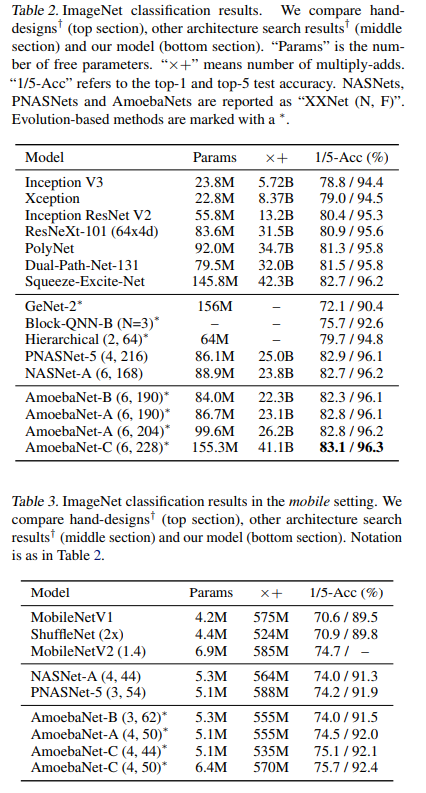 Table 2. ImageNet classification results. We compare hand-
designs† (top section), other architecture search results† (middle
section) and our model (bottom section). “Params” is the num-
ber of free parameters. “×+” means number of multiply-adds.
“1/5-Acc” refers to the top-1 and top-5 test accuracy. NASNets,
PNASNets and AmoebaNets are reported as “XXNet (N, F)”.
Evolution-based methods are marked with a *.
Model Params ×+ 1/5-Acc (%)
Inception V3 23.8M 5.72B 78.8 / 94.4
Xception 22.8M 8.37B 79.0 / 94.5
Inception ResNet V2 55.8M 13.2B 80.4 / 95.3
ResNeXt-101 (64x4d) 83.6M 31.5B 80.9 / 95.6
PolyNet 92.0M 34.7B 81.3 / 95.8
Dual-Path-Net-131 79.5M 32.0B 81.5 / 95.8
Squeeze-Excite-Net 145.8M 42.3B 82.7 / 96.2
GeNet-2* 156M – 72.1 / 90.4
Block-QNN-B (N=3)* – – 75.7 / 92.6
Hierarchical (2, 64)* 64M – 79.7 / 94.8
PNASNet-5 (4, 216) 86.1M 25.0B 82.9 / 96.1
NASNet-A (6, 168) 88.9M 23.8B 82.7 / 96.2
AmoebaNet-B (6, 190)* 84.0M 22.3B 82.3 / 96.1
AmoebaNet-A (6, 190)* 86.7M 23.1B 82.8 / 96.1
AmoebaNet-A (6, 204)* 99.6M 26.2B 82.8 / 96.2
AmoebaNet-C (6, 228)* 155.3M 41.1B 83.1 / 96.3
Table 3. ImageNet classification results in the mobile setting. We
compare hand-designs† (top section), other architecture search
results† (middle section) and our model (bottom section). Notation
is as in Table 2.
Model Params ×+ 1/5-Acc (%)
MobileNetV1 4.2M 575M 70.6 / 89.5
ShuffleNet (2x) 4.4M 524M 70.9 / 89.8
MobileNetV2 (1.4) 6.9M 585M 74.7 / –
NASNet-A (4, 44) 5.3M 564M 74.0 / 91.3
PNASNet-5 (3, 54) 5.1M 588M 74.2 / 91.9
AmoebaNet-B (3, 62)* 5.3M 555M 74.0 / 91.5
AmoebaNet-A (4, 50)* 5.1M 555M 74.5 / 92.0
AmoebaNet-C (4, 44)* 5.1M 535M 75.1 / 92.1
AmoebaNet-C (4, 50)* 6.4M 570M 75.7 / 92.4